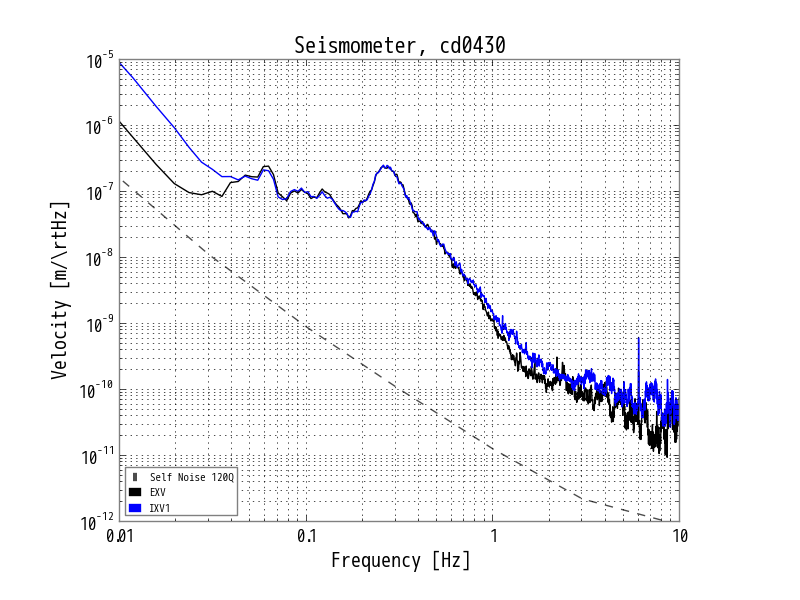 Seismometer, cd0430
10-5
10-6
10-7
10-8
10-9
10-10
10-11
10-12
Velocity [m/\rtHz]
Self Noise 120Q
EXV
IXV1
0.01 0.1 1 10
Frequency [Hz]